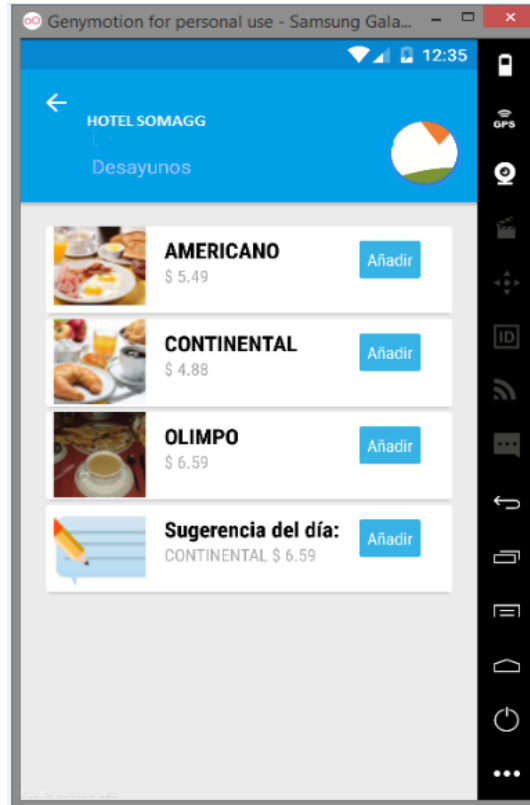 Genymotion for personal use - Samsung Gala...
12:35
HOTEL SOMAGG
Desayunos
AMERICANO
$ 5.49
Añadir
CONTINENTAL
$ 4.88
Añadir
OLIMPO
$ 6.59
Añadir
Sugerencia del día:
CONTINENTAL $ 6.59
Añadir
GPS
ID